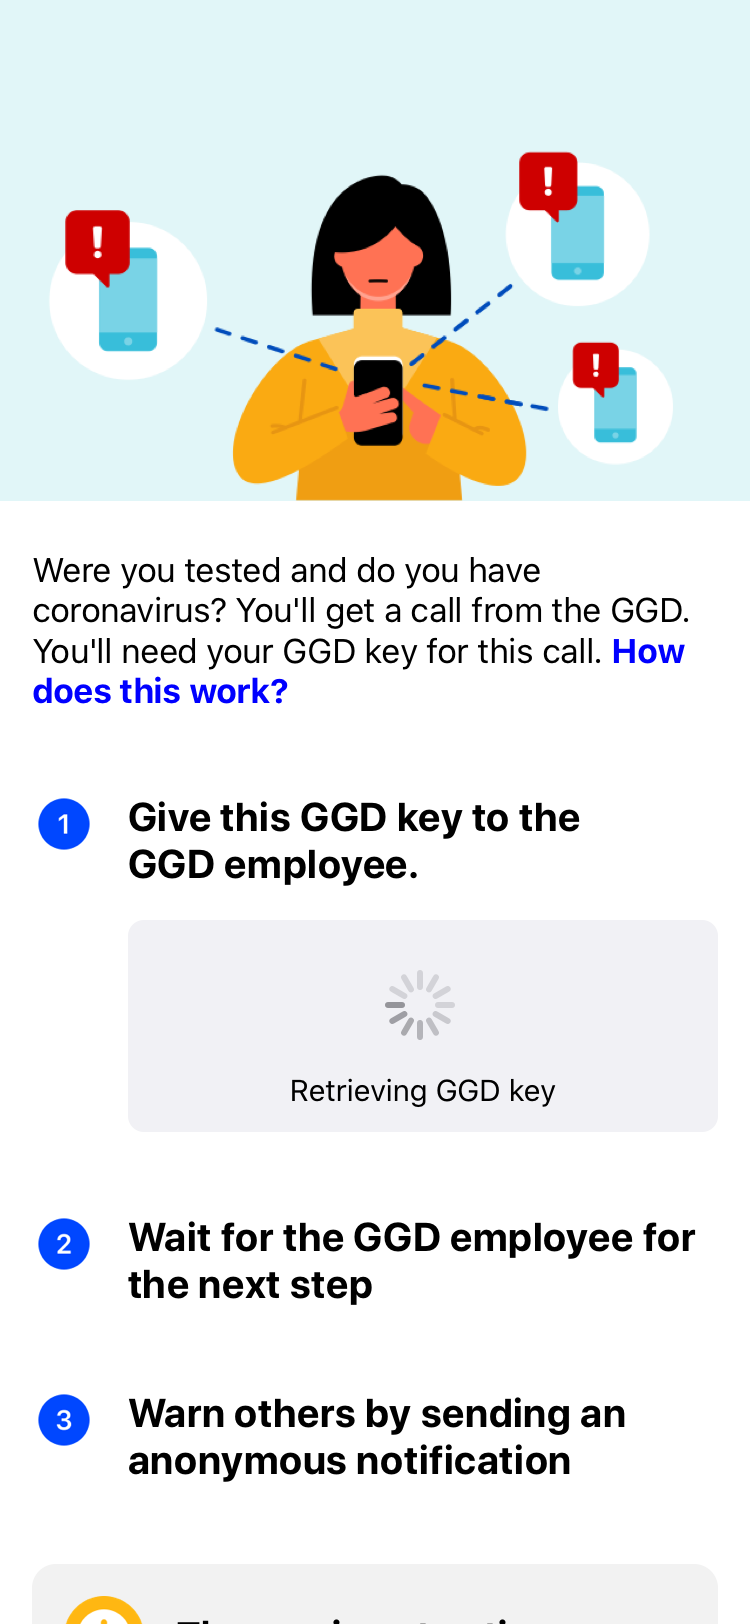 !
!
!
Were you tested and do you have
coronavirus? You'll get a call from the GGD.
You'll need your GGD key for this call. How
does this work?
1
Give this GGD key to the
GGD employee.
Retrieving GGD key
2
Wait for the GGD employee for
the next step
3
Warn others by sending an
anonymous notification